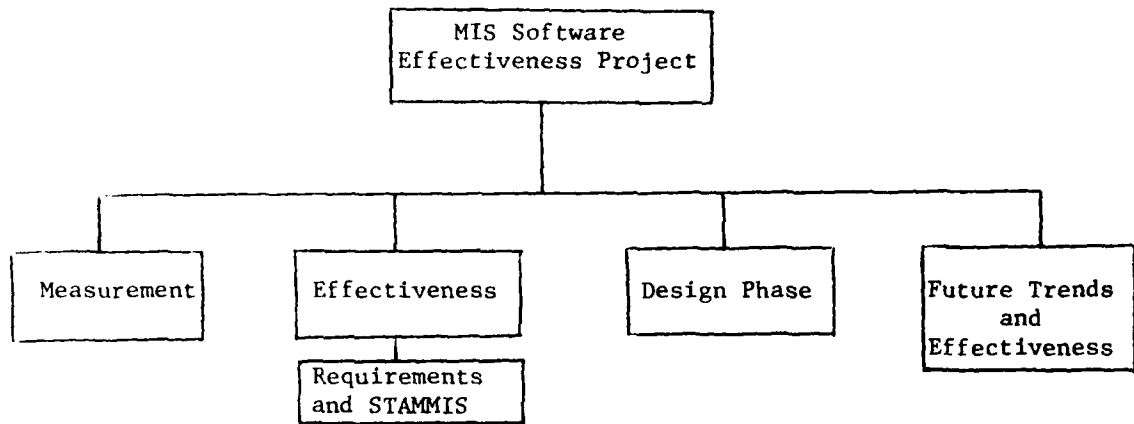 MIS Software
Effectiveness Project
Measurement
Effectiveness
Design Phase
Future Trends
and
Effectiveness
Requirements
and STAMMIS